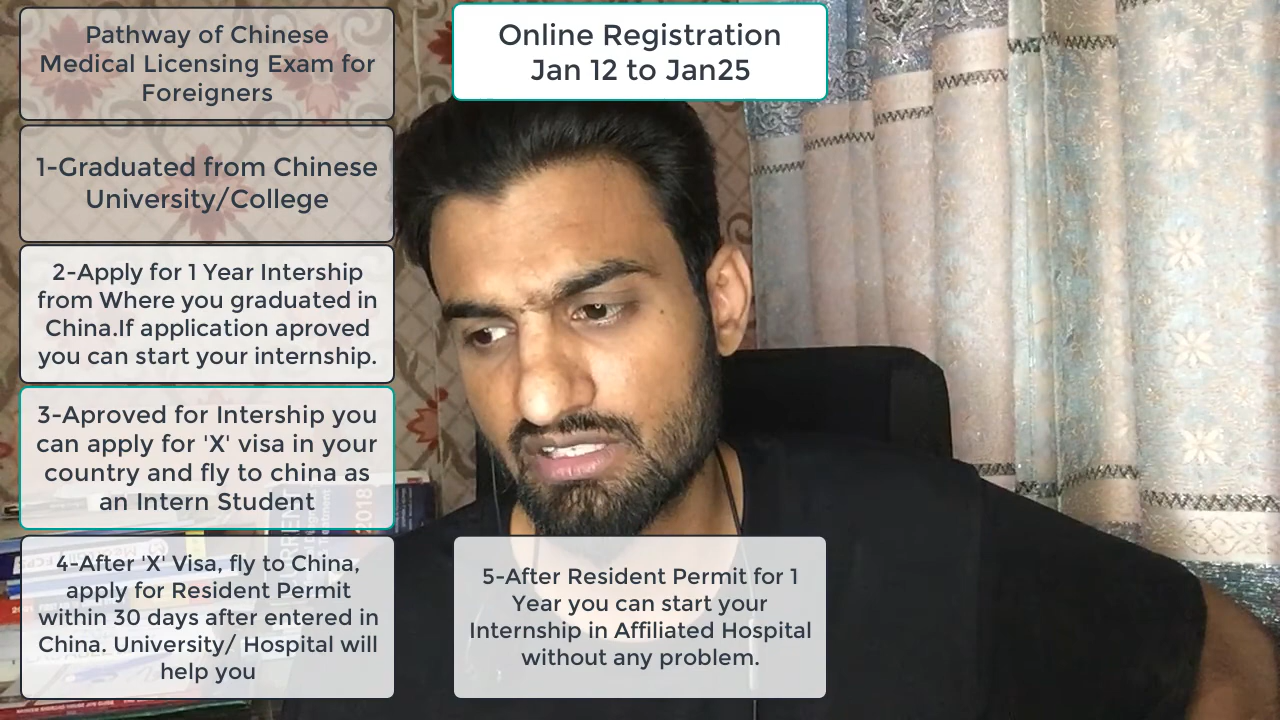 Pathway of Chinese
Medical Licensing Exam for
Foreigners
Online Registration
Jan 12 to Jan25
1-Graduated from Chinese
University/College
2-Apply for 1 Year Intership
from Where you graduated in
China.If application aproved
you can start your internship.
3-Aproved for Intership you
can apply for 'X' visa in your
country and fly to china as
an Intern Student
4-After 'X' Visa, fly to China,
apply for Resident Permit
within 30 days after entered in
China. University/ Hospital will
help you
5-After Resident Permit for 1
Year you can start your
Internship in Affiliated Hospital
without any problem.
2018